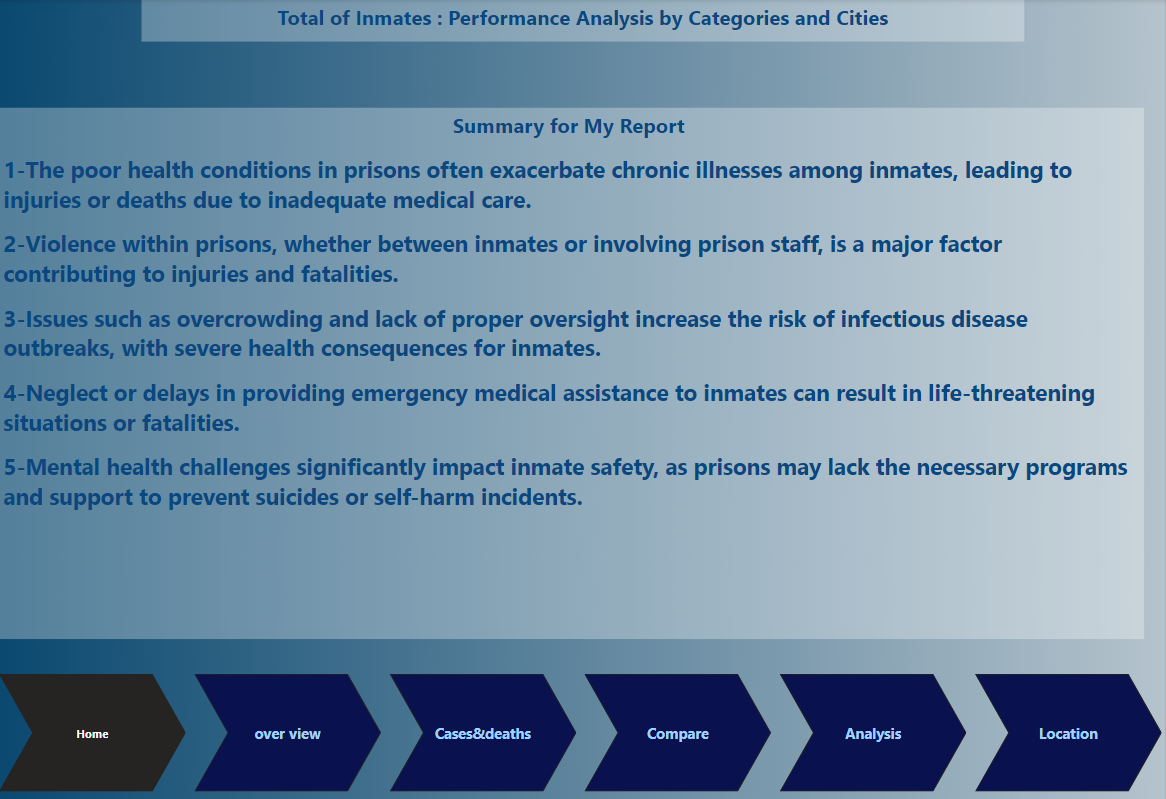 Total of Inmates : Performance Analysis by Categories and Cities
Summary for My Report
1-The poor health conditions in prisons often exacerbate chronic illnesses among inmates, leading to
injuries or deaths due to inadequate medical care.
2-Violence within prisons, whether between inmates or involving prison staff, is a major factor
contributing to injuries and fatalities.
3-Issues such as overcrowding and lack of proper oversight increase the risk of infectious disease
outbreaks, with severe health consequences for inmates.
4-Neglect or delays in providing emergency medical assistance to inmates can result in life-threatening
situations or fatalities.
5-Mental health challenges significantly impact inmate safety, as prisons may lack the necessary programs
and support to prevent suicides or self-harm incidents.
Home
over view
Cases&deaths
Compare
Analysis
Location